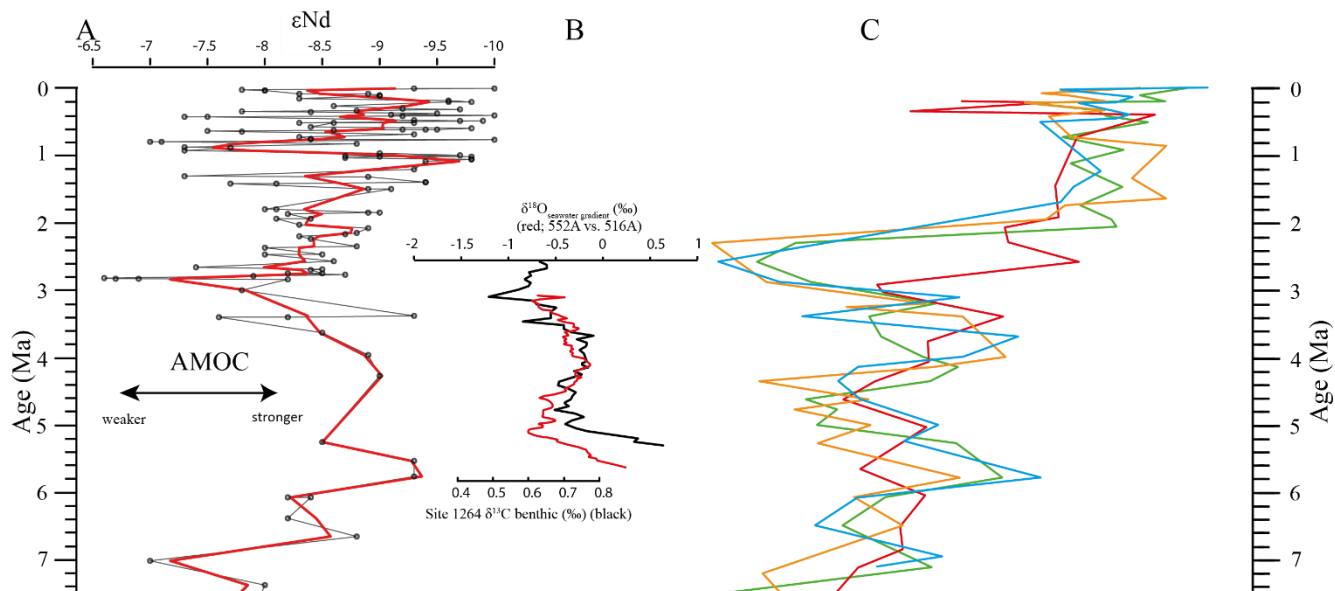 A
εNd
B
C
-6.5 -7 -7.5 -8 -8.5 -9 -9.5 -10
0
1
2
3
4
5
6
7
Age (Ma)
AMOC
weaker
stronger
δ18Oseawater gradient (‰)
(red; 552A vs. 516A)
-2 -1.5 -1 -0.5 0 0.5 1
0.4 0.5 0.6 0.7 0.8
Site 1264 δ13C benthic (‰) (black)
0
1
2
3
4
5
6
7
Age (Ma)